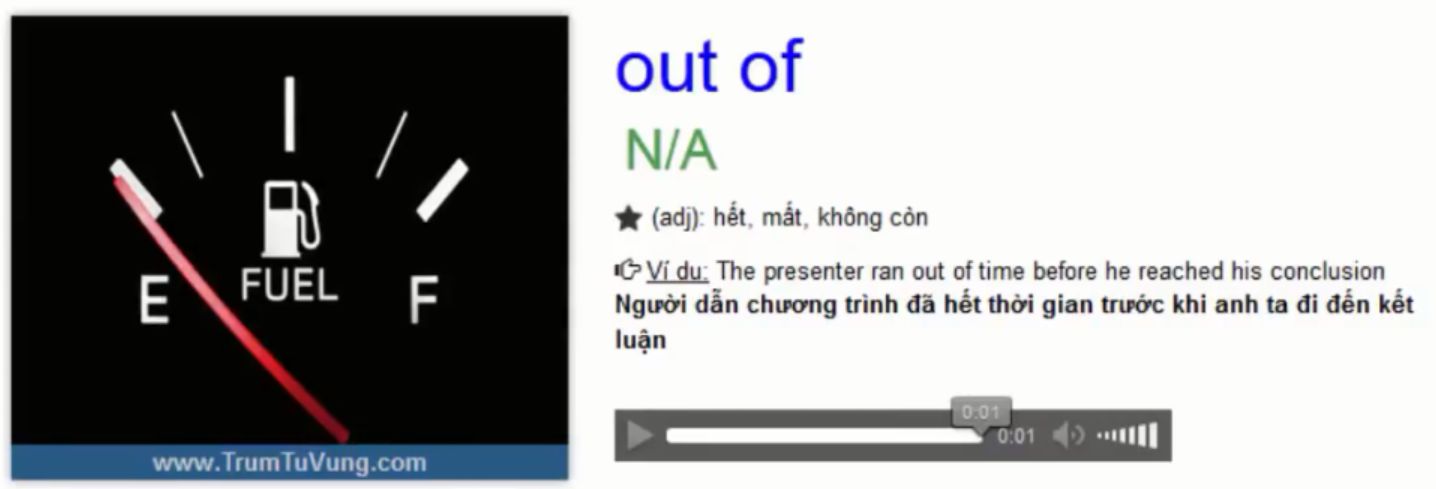 E FUEL F
www.TrumTuVung.com
out of
N/A
(adj): hết, mất, không còn
Ví du: The presenter ran out of time before he reached his conclusion
Người dẫn chương trình đã hết thời gian trước khi anh ta đi đến kết
luận
0:01
0:01